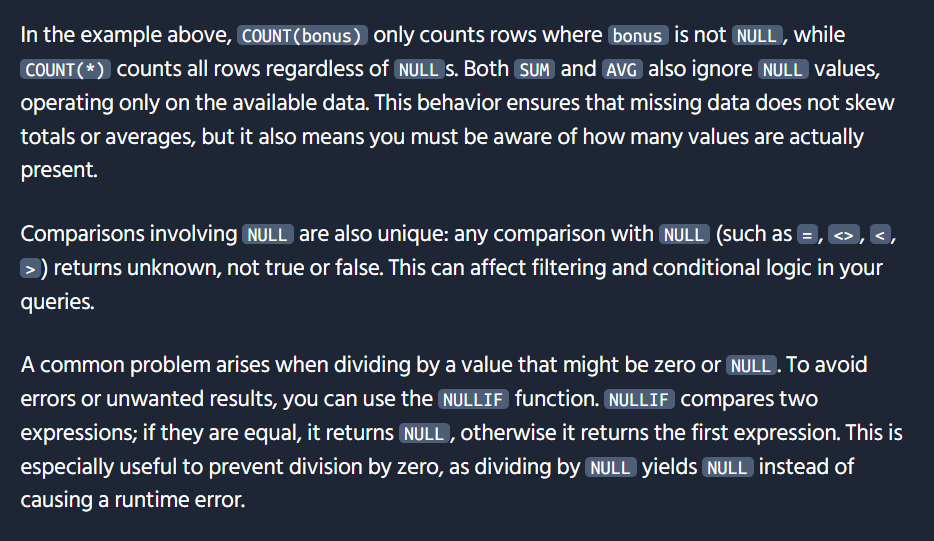 In the example above, COUNT(bonus) only counts rows where bonus is not NULL, while
COUNT(*) counts all rows regardless of NULLs. Both SUM and AVG also ignore NULL values,
operating only on the available data. This behavior ensures that missing data does not skew
totals or averages, but it also means you must be aware of how many values are actually
present.
Comparisons involving NULL are also unique: any comparison with NULL (such as =, <>, <,
>) returns unknown, not true or false. This can affect filtering and conditional logic in your
queries.
A common problem arises when dividing by a value that might be zero or NULL. To avoid
errors or unwanted results, you can use the NULLIF function. NULLIF compares two
expressions; if they are equal, it returns NULL, otherwise it returns the first expression. This is
especially useful to prevent division by zero, as dividing by NULL yields NULL instead of
causing a runtime error.